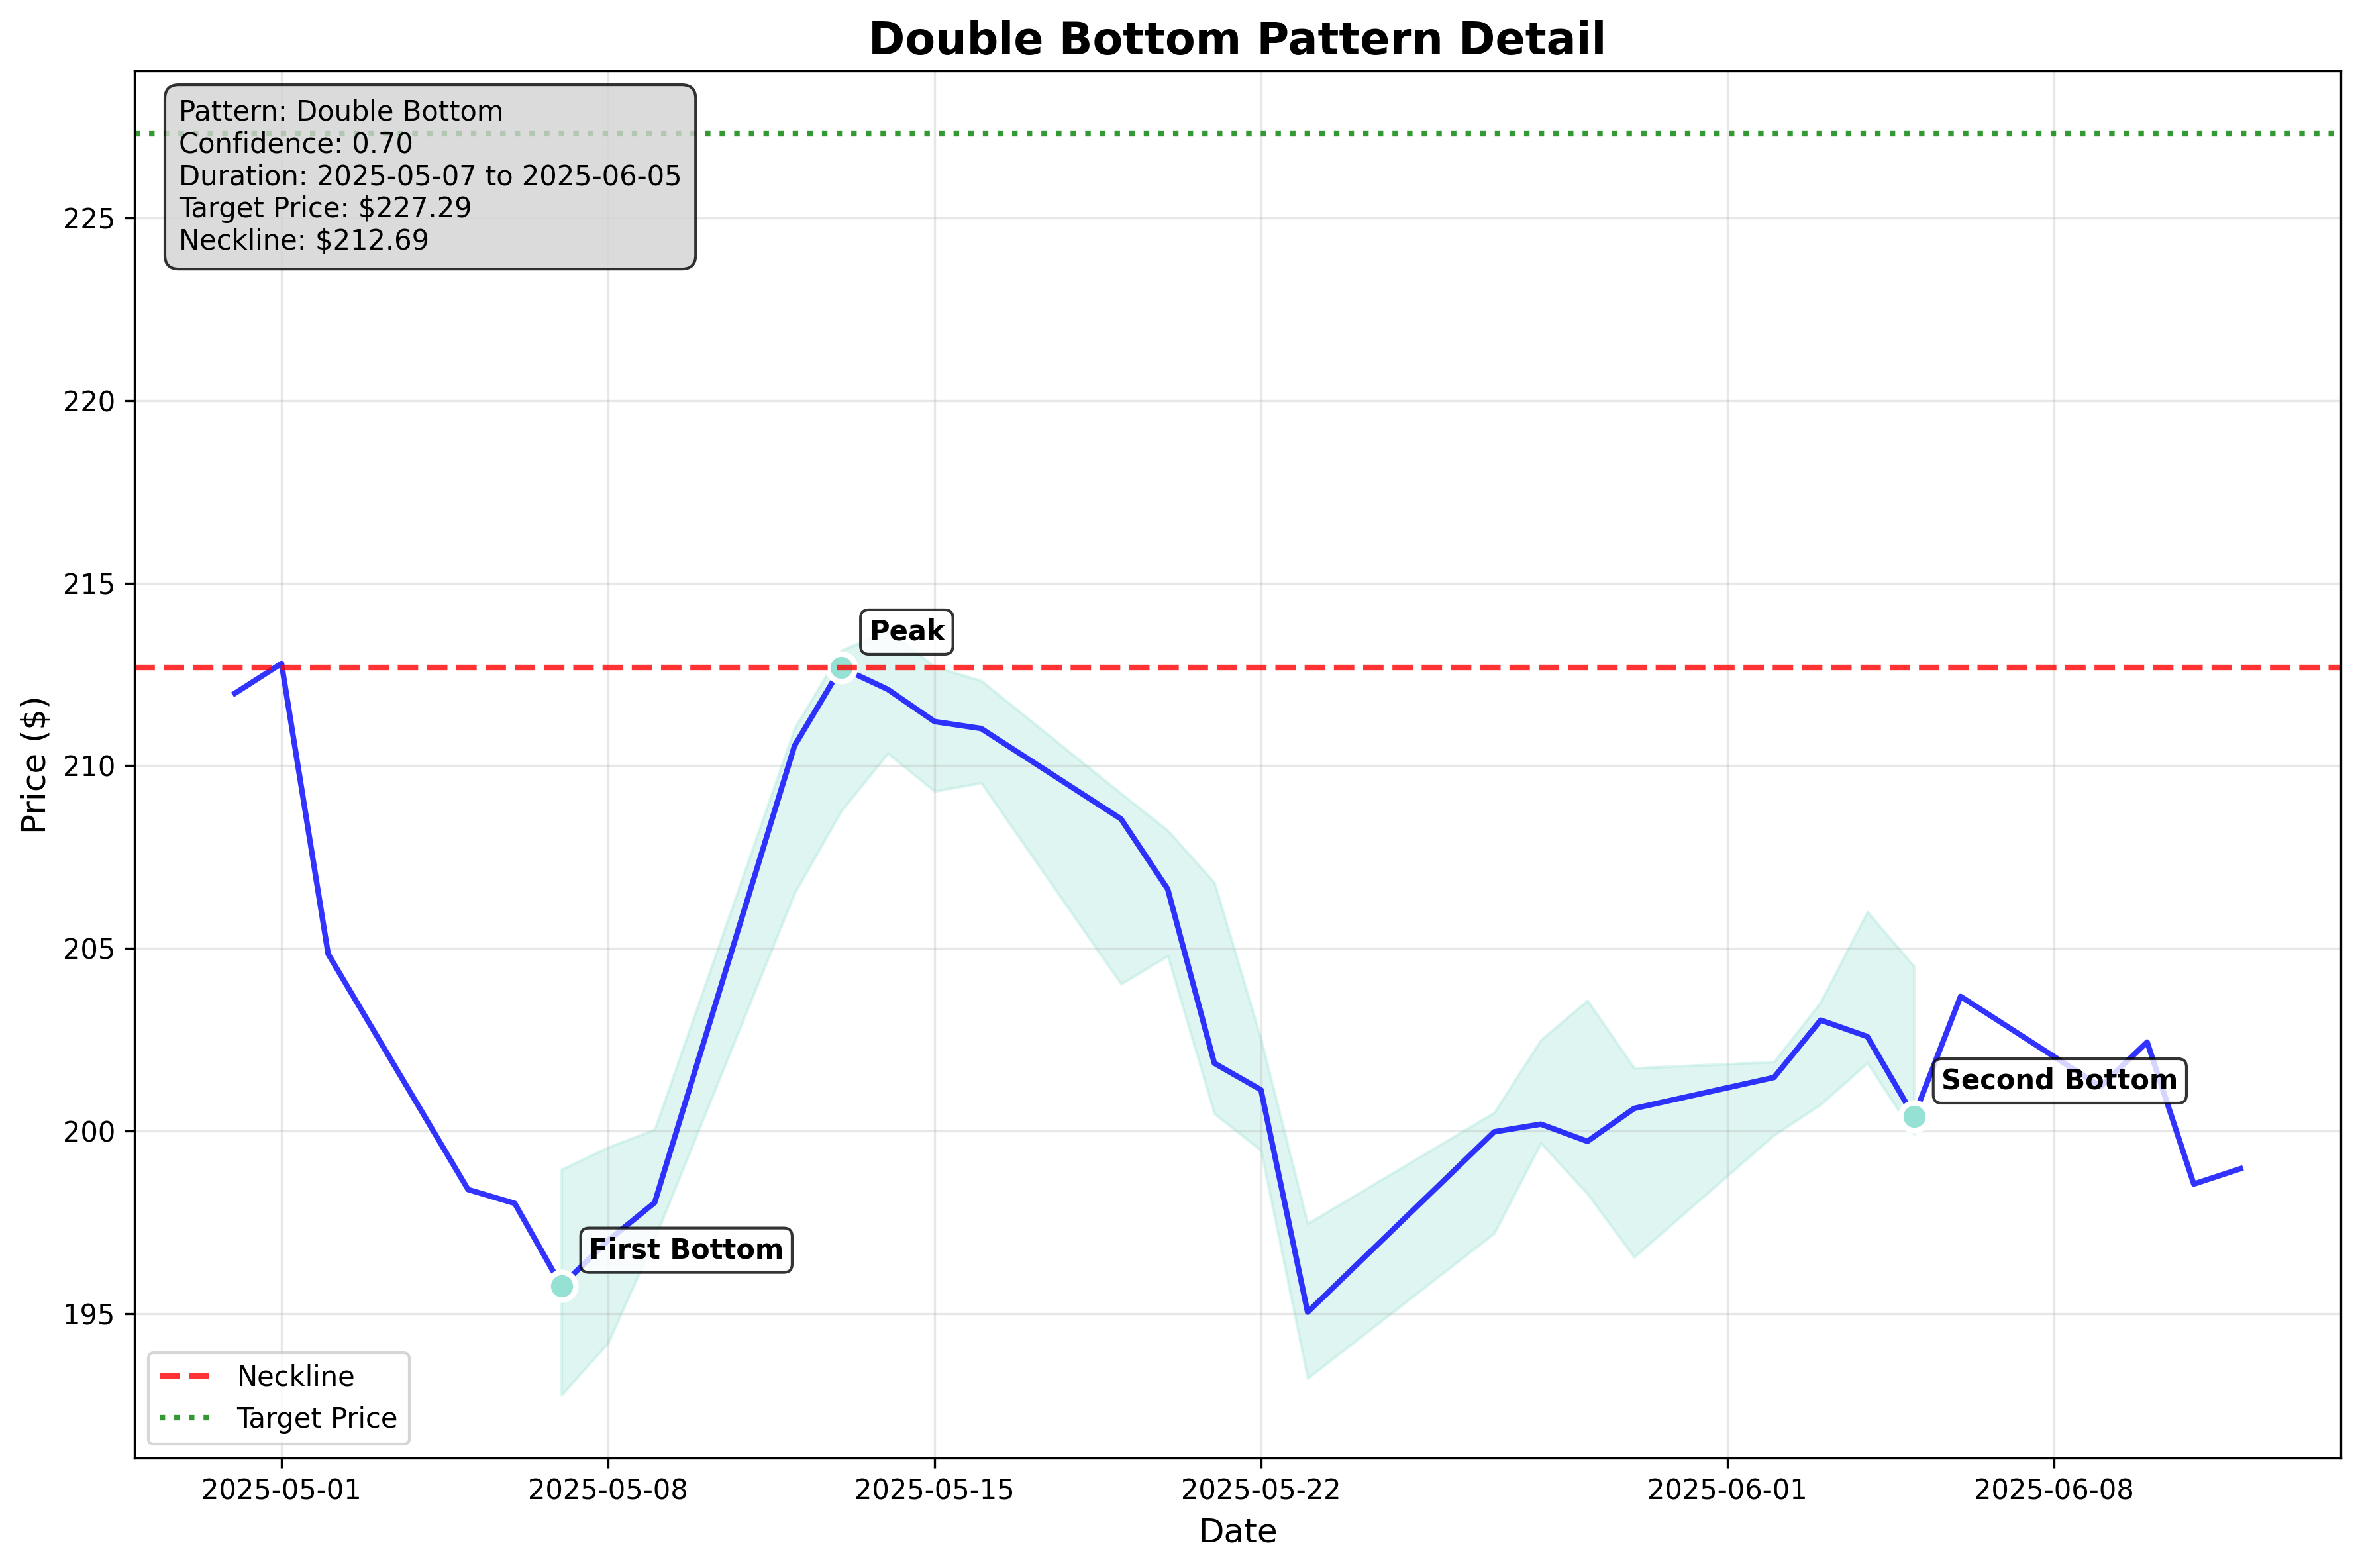 Double Bottom Pattern Detail
Pattern: Double Bottom
Confidence: 0.70
Duration: 2025-05-07 to 2025-06-05
Target Price: $227.29
Neckline: $212.69
225
220
215
210
205
200
195
Price ($)
Peak
Second Bottom
First Bottom
Neckline
Target Price
2025-05-01
2025-05-08
2025-05-15
2025-05-22
2025-06-01
2025-06-08
Date